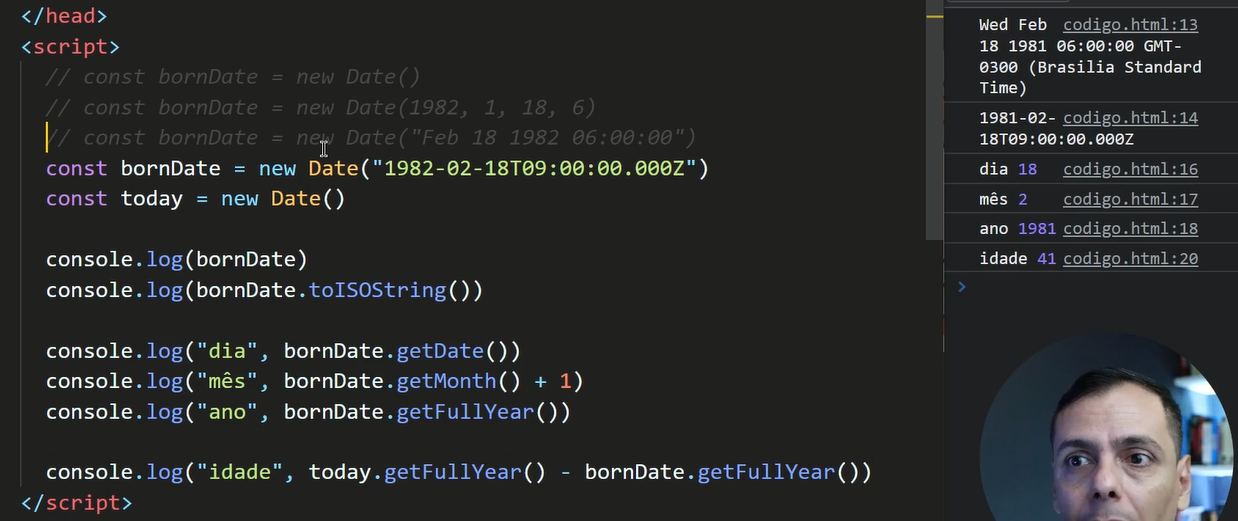 </head>
<script>
// const bornDate = new Date()
// const bornDate = new Date(1982, 1, 18, 6)
// const bornDate = new Date("Feb 18 1982 06:00:00")
const bornDate = new Date("1982-02-18T09:00:00.000Z")
const today = new Date()
console.log(bornDate)
console.log(bornDate.toISOString())
console.log("dia", bornDate.getDate())
console.log("mês", bornDate.getMonth() + 1)
console.log("ano", bornDate.getFullYear())
console.log("idade", today.getFullYear() - bornDate.getFullYear())
</script>
Wed Feb codigo.html:13
18 1981 06:00:00 GMT-
0300 (Brasilia Standard
Time)
1981-02- codigo.html:14
18T09:00:00.000Z
dia 18 codigo.html:16
mês 2 codigo.html:17
ano 1981 codigo.html:18
idade 41 codigo.html:20